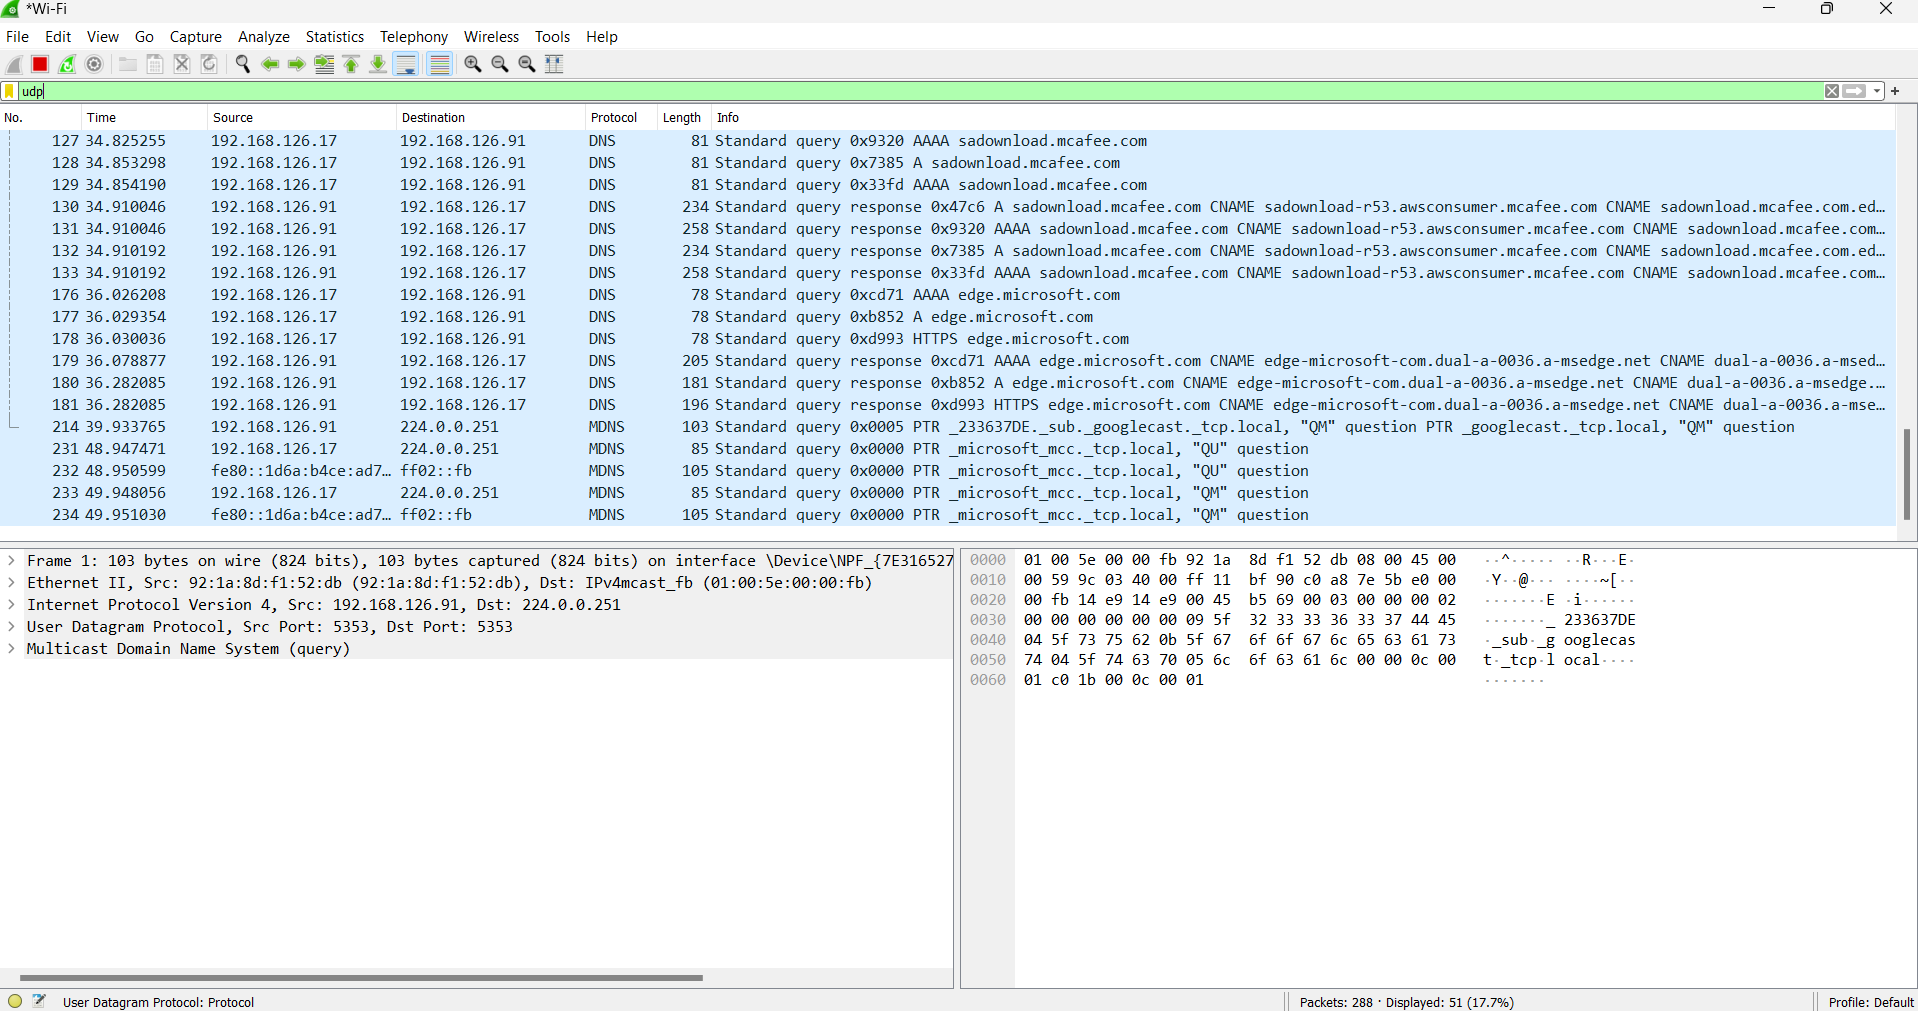 *Wi-Fi
File Edit View Go Capture Analyze Statistics Telephony Wireless Tools Help
udp
No. Time Source Destination Protocol Length Info
127 34.825255 192.168.126.17 192.168.126.91 DNS 81 Standard query 0x9320 AAAA sadownload.mcafee.com
128 34.853298 192.168.126.17 192.168.126.91 DNS 81 Standard query 0x7385 A sadownload.mcafee.com
129 34.854190 192.168.126.17 192.168.126.91 DNS 81 Standard query 0x33fd AAAA sadownload.mcafee.com
130 34.910046 192.168.126.91 192.168.126.17 DNS 234 Standard query response 0x47c6 A sadownload.mcafee.com CNAME sadownload-r53.awsconsumer.mcafee.com CNAME sadownload.mcafee.com.ed…
131 34.910046 192.168.126.91 192.168.126.17 DNS 258 Standard query response 0x9320 AAAA sadownload.mcafee.com CNAME sadownload-r53.awsconsumer.mcafee.com CNAME sadownload.mcafee.com…
132 34.910192 192.168.126.91 192.168.126.17 DNS 234 Standard query response 0x7385 A sadownload.mcafee.com CNAME sadownload-r53.awsconsumer.mcafee.com CNAME sadownload.mcafee.com.ed…
133 34.910192 192.168.126.91 192.168.126.17 DNS 258 Standard query response 0x33fd AAAA sadownload.mcafee.com CNAME sadownload-r53.awsconsumer.mcafee.com CNAME sadownload.mcafee.com…
176 36.026208 192.168.126.17 192.168.126.91 DNS 78 Standard query 0xcd71 AAAA edge.microsoft.com
177 36.029354 192.168.126.17 192.168.126.91 DNS 78 Standard query 0xb852 A edge.microsoft.com
178 36.030036 192.168.126.17 192.168.126.91 DNS 78 Standard query 0xd993 HTTPS edge.microsoft.com
179 36.078877 192.168.126.91 192.168.126.17 DNS 205 Standard query response 0xcd71 AAAA edge.microsoft.com CNAME edge-microsoft-com.dual-a-0036.a-msedge.net CNAME dual-a-0036.a-msed…
180 36.282085 192.168.126.91 192.168.126.17 DNS 181 Standard query response 0xb852 A edge.microsoft.com CNAME edge-microsoft-com.dual-a-0036.a-msedge.net CNAME dual-a-0036.a-msedge.…
181 36.282085 192.168.126.91 192.168.126.17 DNS 196 Standard query response 0xd993 HTTPS edge.microsoft.com CNAME edge-microsoft-com.dual-a-0036.a-msedge.net CNAME dual-a-0036.a-mse…
214 39.933765 192.168.126.91 224.0.0.251 MDNS 103 Standard query 0x0005 PTR _233637DE._sub._googlecast._tcp.local, "QM" question PTR _googlecast._tcp.local, "QM" question
231 48.947471 192.168.126.17 224.0.0.251 MDNS 85 Standard query 0x0000 PTR _microsoft_mcc._tcp.local, "QU" question
232 48.950599 fe80::1d6a:b4ce:ad7… ff02::fb MDNS 105 Standard query 0x0000 PTR _microsoft_mcc._tcp.local, "QU" question
233 49.948056 192.168.126.17 224.0.0.251 MDNS 85 Standard query 0x0000 PTR _microsoft_mcc._tcp.local, "QM" question
234 49.951030 fe80::1d6a:b4ce:ad7… ff02::fb MDNS 105 Standard query 0x0000 PTR _microsoft_mcc._tcp.local, "QM" question
Frame 1: 103 bytes on wire (824 bits), 103 bytes captured (824 bits) on interface \Device\NPF_{7E316527
Ethernet II, Src: 92:1a:8d:f1:52:db (92:1a:8d:f1:52:db), Dst: IPv4mcast_fb (01:00:5e:00:00:fb)
Internet Protocol Version 4, Src: 192.168.126.91, Dst: 224.0.0.251
User Datagram Protocol, Src Port: 5353, Dst Port: 5353
Multicast Domain Name System (query)
0000 01 00 5e 00 00 fb 92 1a 8d f1 52 db 08 00 45 00 ··^····· ··R···E·
0010 00 59 9c 03 40 00 ff 11 bf 90 c0 a8 7e 5b e0 00 ·Y··@··· ····~[··
0020 00 fb 14 e9 14 e9 00 45 b5 69 00 03 00 00 00 02 ·······E ·i······
0030 00 00 00 00 00 00 09 5f 32 33 33 36 33 37 44 45 ·······_ 233637DE
0040 04 5f 73 75 62 0b 5f 67 6f 6f 67 6c 65 63 61 73 ·_sub·_g ooglecas
0050 74 04 5f 74 63 70 05 6c 6f 63 61 6c 00 00 0c 00 t·_tcp·l ocal····
0060 01 c0 1b 00 0c 00 01 ·······
User Datagram Protocol: Protocol
Packets: 288 · Displayed: 51 (17.7%)
Profile: Default